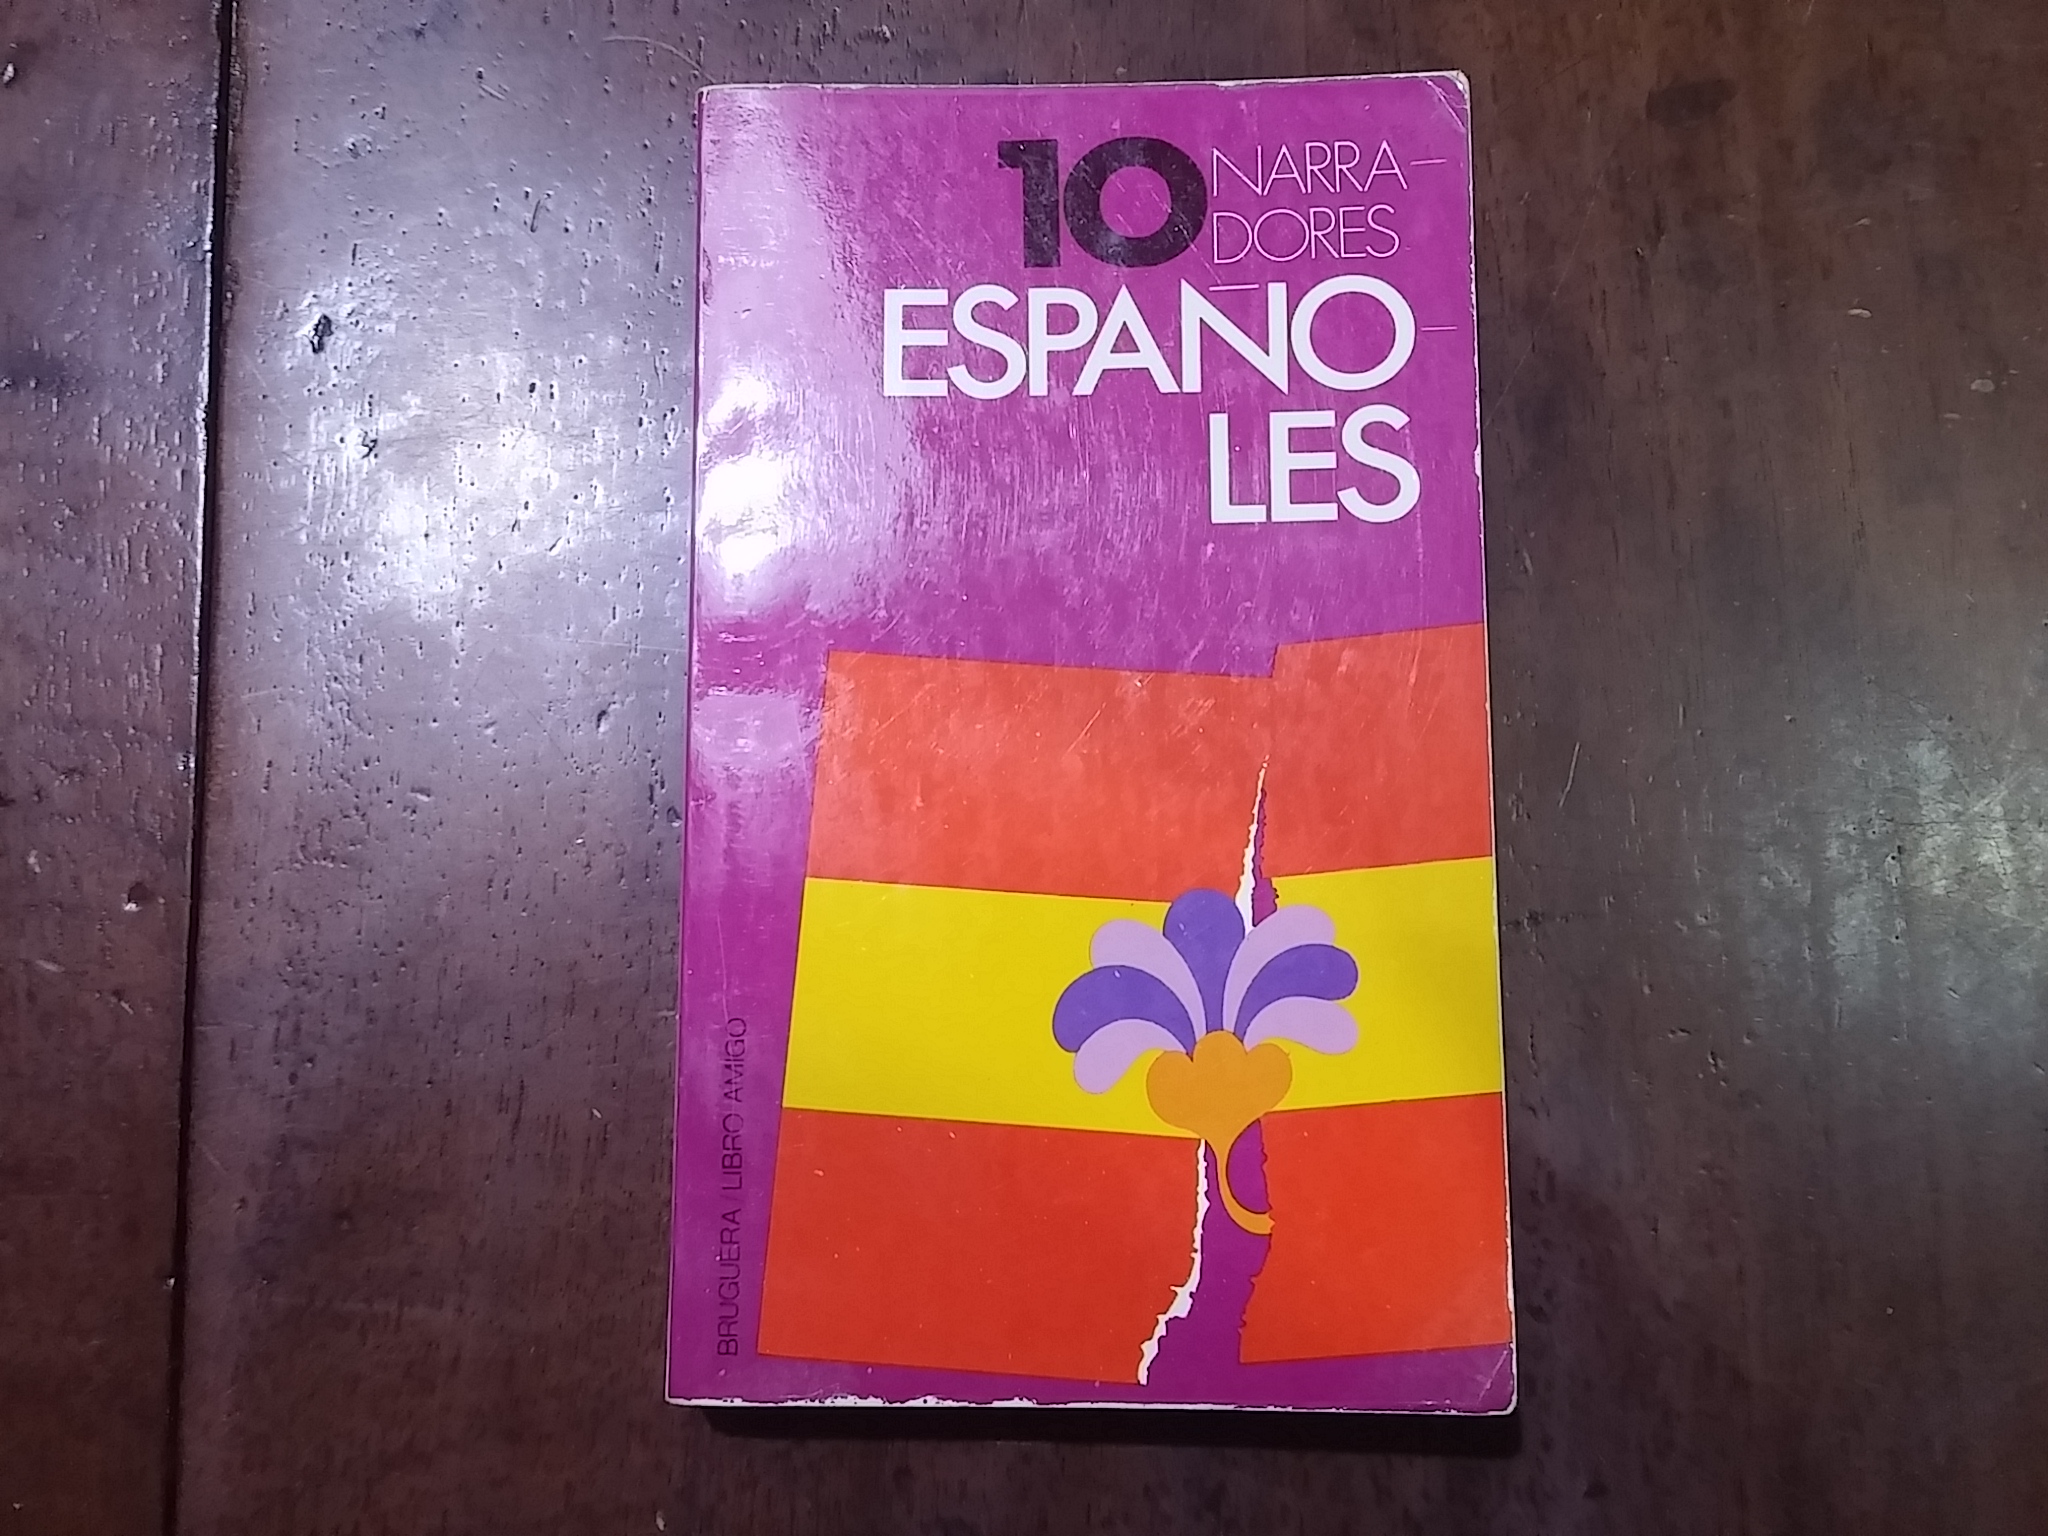 10 NARRA-
DORES
ESPAÑO-
LES
BRUGUERA / LIBRO AMIGO